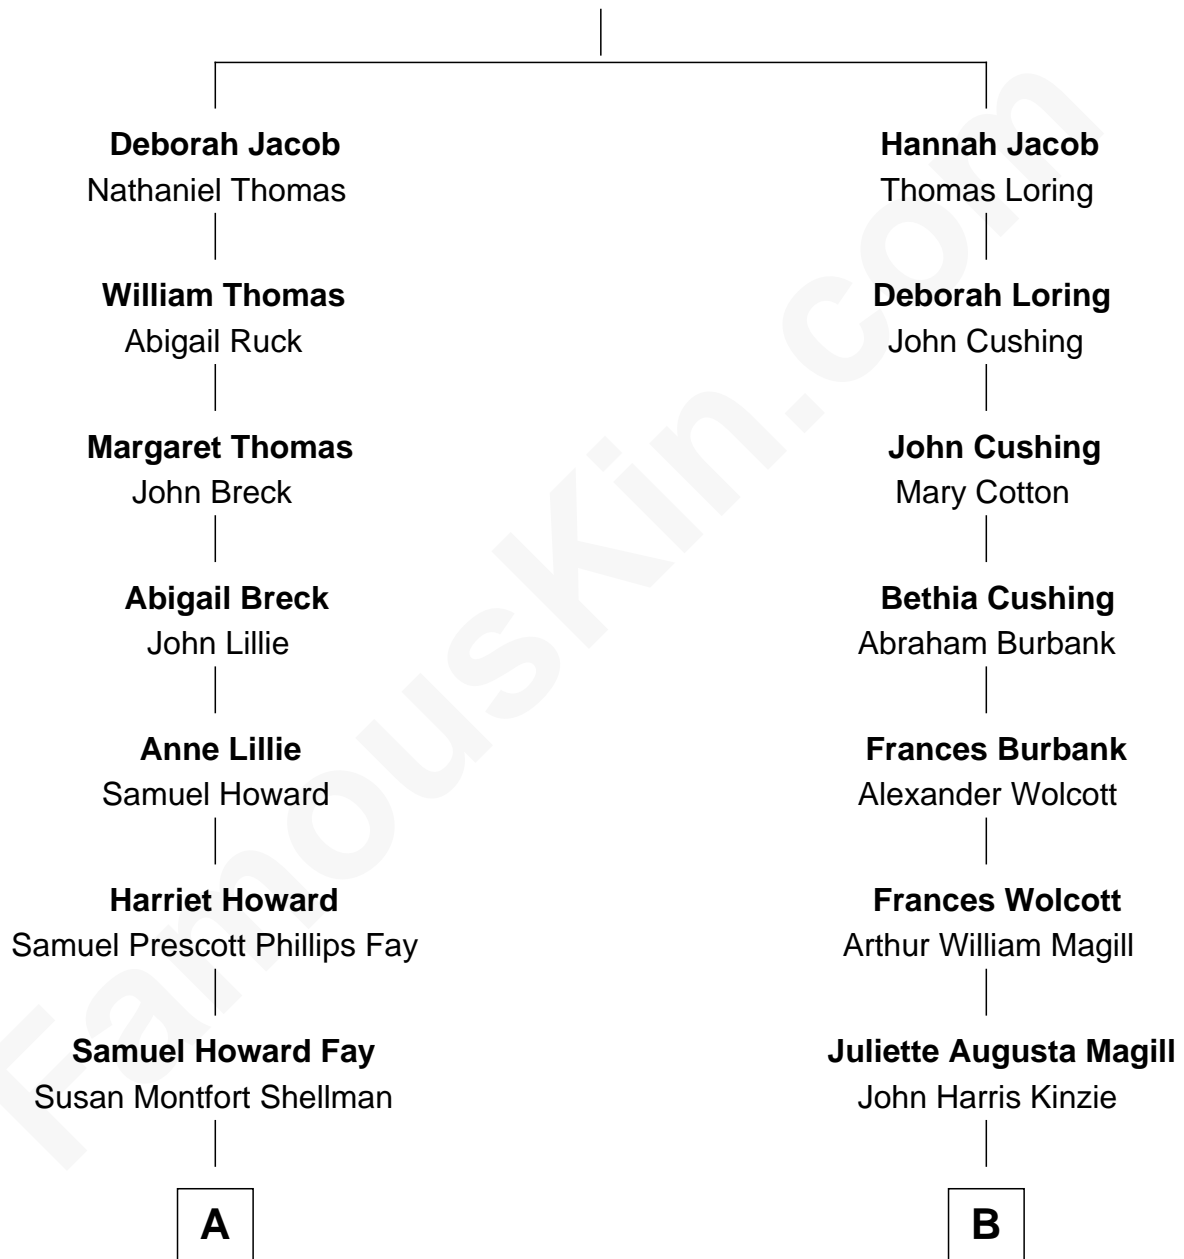 Deborah Jacob
Nathaniel Thomas
William Thomas
Abigail Ruck
Margaret Thomas
John Breck
Abigail Breck
John Lillie
Anne Lillie
Samuel Howard
Harriet Howard
Samuel Prescott Phillips Fay
Samuel Howard Fay
Susan Montfort Shellman
A
Hannah Jacob
Thomas Loring
Deborah Loring
John Cushing
John Cushing
Mary Cotton
Bethia Cushing
Abraham Burbank
Frances Burbank
Alexander Wolcott
Frances Wolcott
Arthur William Magill
Juliette Augusta Magill
John Harris Kinzie
B
FamousKin.com